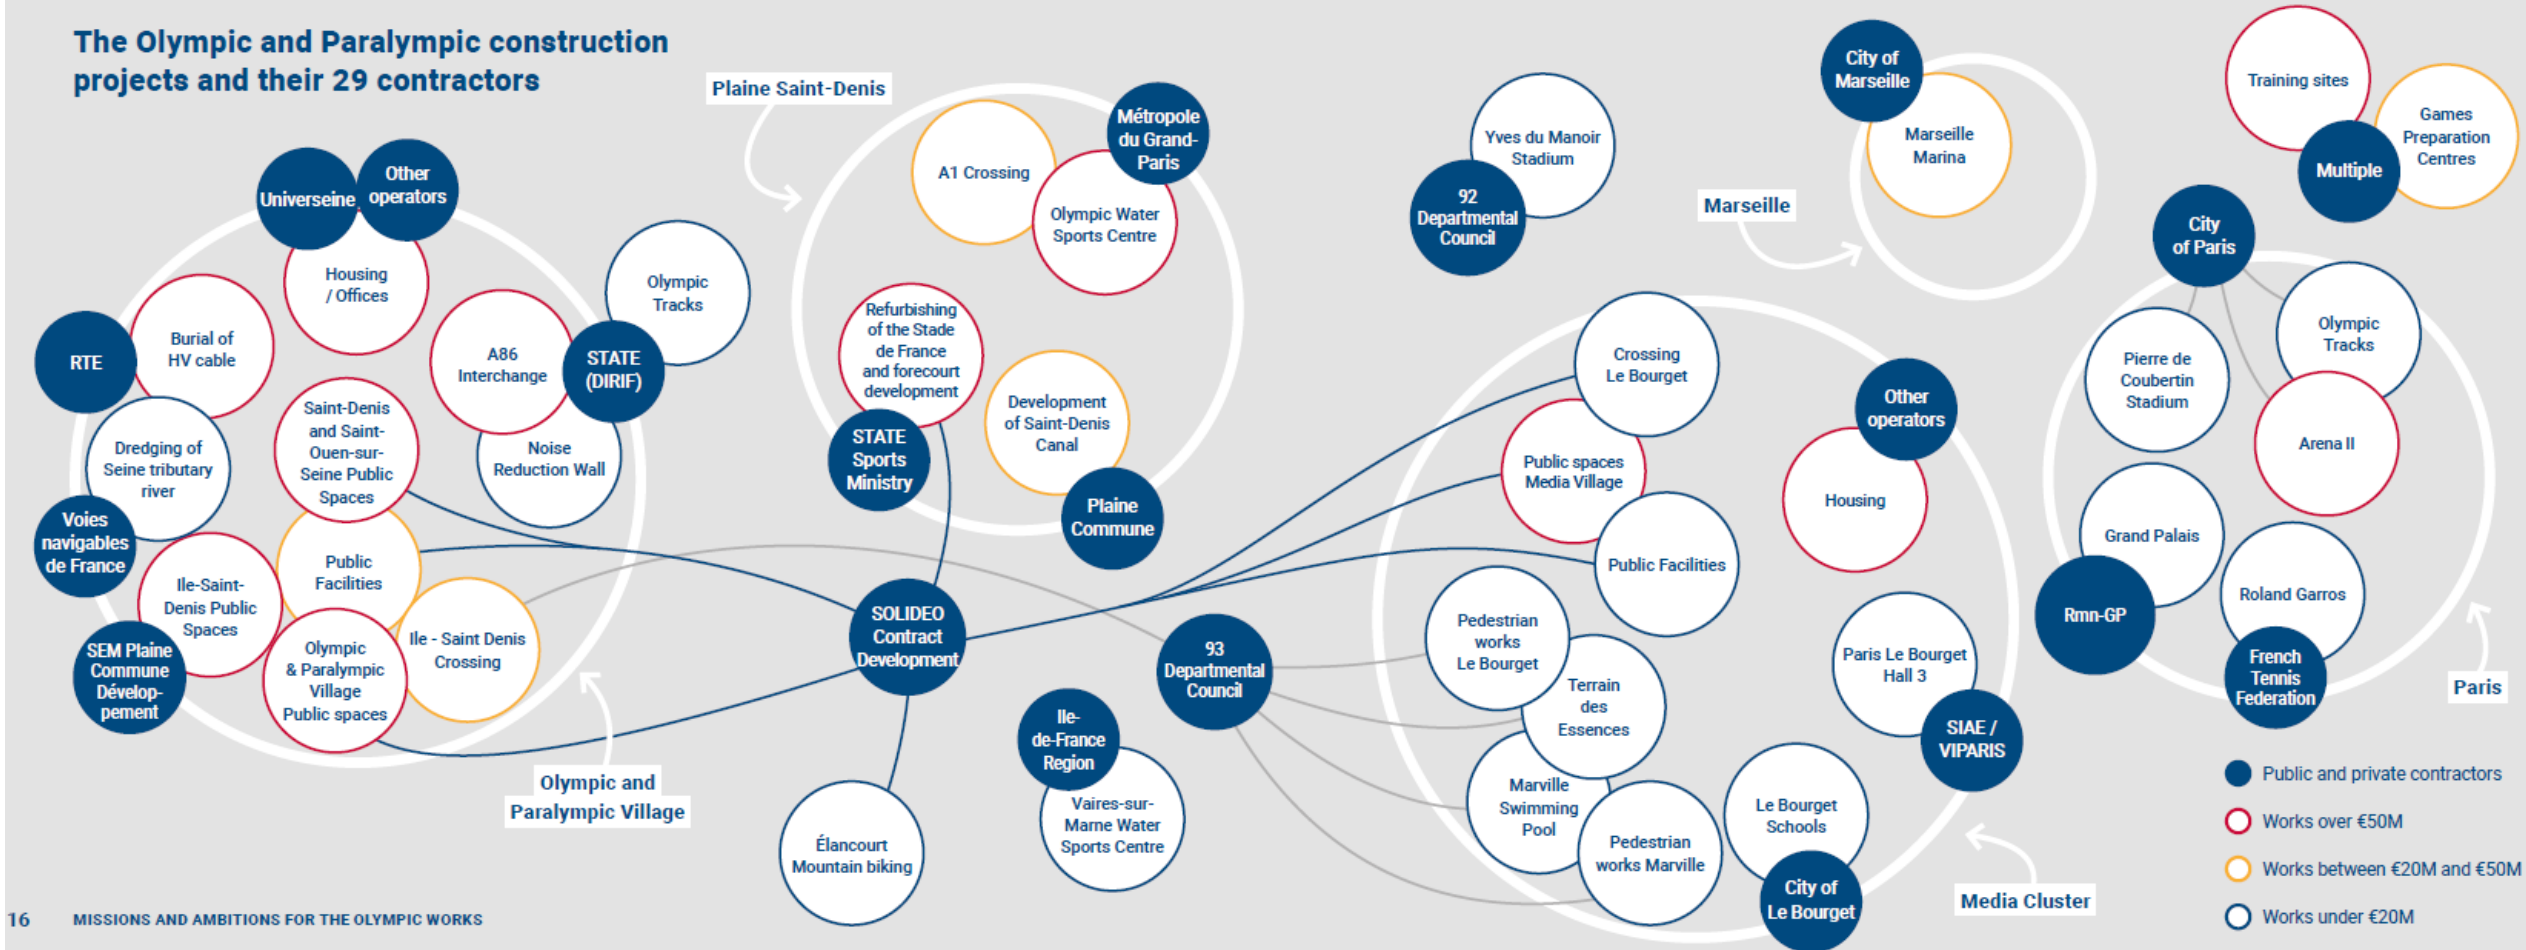 The Olympic and Paralympic construction
projects and their 29 contractors
Universeine
Other
operators
Housing
/ Offices
RTE
Burial of
HV cable
A86
Interchange
STATE
(DIRIF)
Olympic
Tracks
Noise
Reduction Wall
Dredging of
Seine tributary
river
Voies
navigables
de France
Saint-Denis
and Saint-
Ouen-sur-
Seine Public
Spaces
Public
Facilities
Ile-Saint-
Denis Public
Spaces
SEM Plaine
Commune
Dévelop-
pement
Olympic
& Paralympic
Village
Public spaces
Ile - Saint Denis
Crossing
Olympic and
Paralympic Village
Plaine Saint-Denis
A1 Crossing
Métropole
du Grand-
Paris
Olympic Water
Sports Centre
Refurbishing
of the Stade
de France
and forecourt
development
STATE
Sports
Ministry
Development
of Saint-Denis
Canal
Plaine
Commune
SOLIDEO
Contract
Development
Élancourt
Mountain biking
Ile-
de-France
Region
Vaires-sur-
Marne Water
Sports Centre
93
Departmental
Council
Yves du Manoir
Stadium
92
Departmental
Council
City of
Marseille
Marseille
Marina
Marseille
Training sites
Games
Preparation
Centres
Multiple
Crossing
Le Bourget
Public spaces
Media Village
Public Facilities
Other
operators
Housing
Pedestrian
works
Le Bourget
Terrain
des
Essences
Marville
Swimming
Pool
Pedestrian
works Marville
Paris Le Bourget
Hall 3
SIAE /
VIPARIS
Le Bourget
Schools
City of
Le Bourget
Media Cluster
City
of Paris
Pierre de
Coubertin
Stadium
Olympic
Tracks
Arena II
Grand Palais
Rmn-GP
Roland Garros
French
Tennis
Federation
Paris
Public and private contractors
Works over €50M
Works between €20M and €50M
Works under €20M
16 MISSIONS AND AMBITIONS FOR THE OLYMPIC WORKS